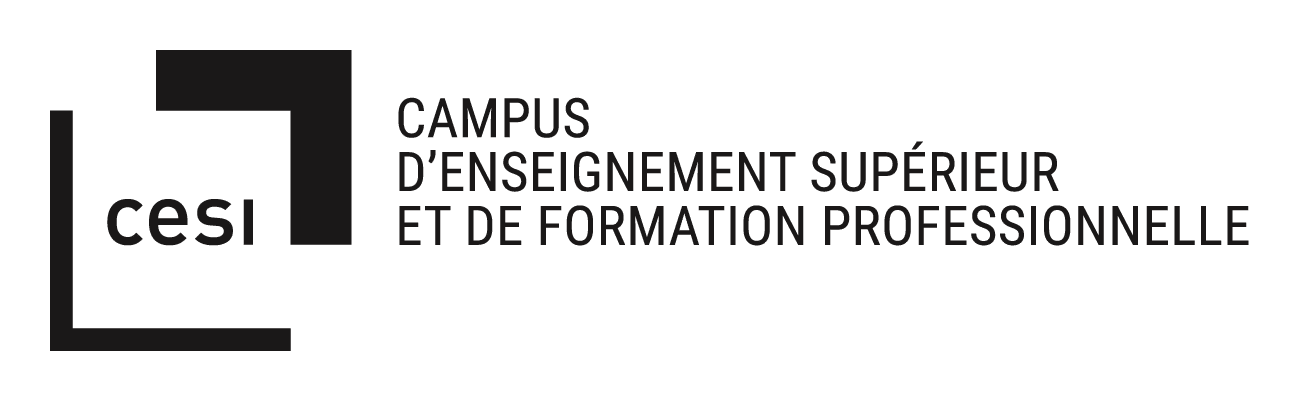 cesi
CAMPUS
D’ENSEIGNEMENT SUPÉRIEUR
ET DE FORMATION PROFESSIONNELLE